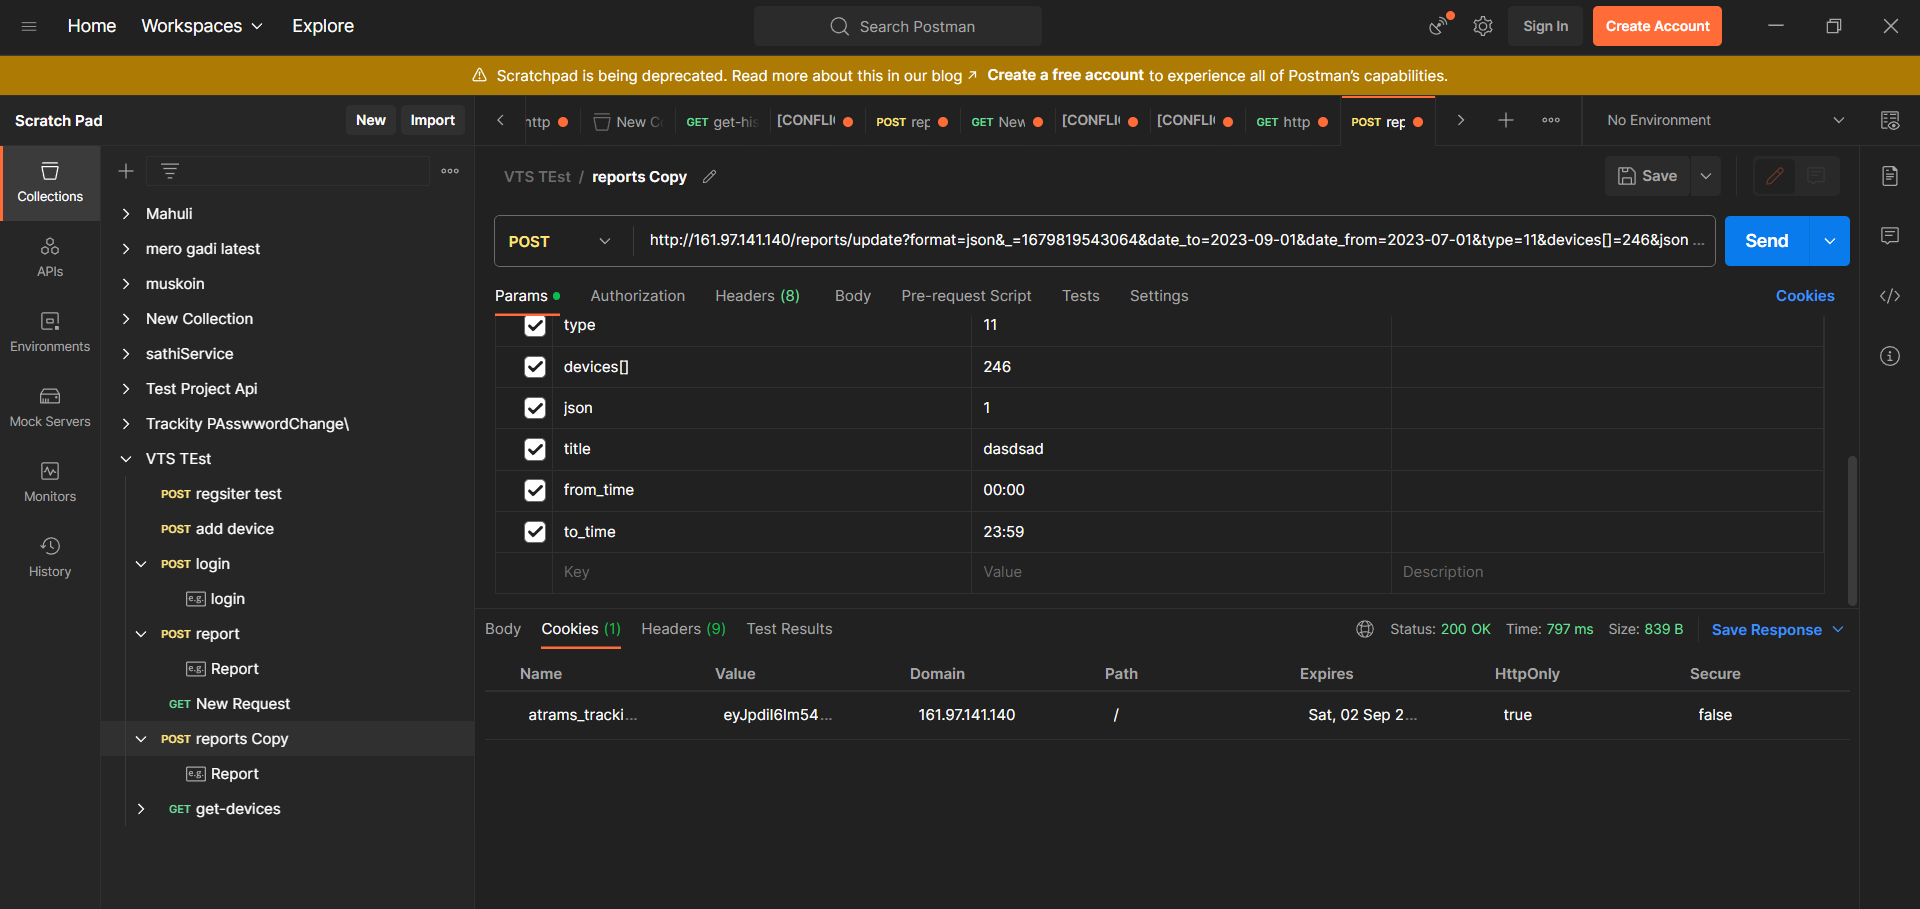 Home Workspaces Explore Search Postman Sign In Create Account
Scratchpad is being deprecated. Read more about this in our blog ↗ Create a free account to experience all of Postman's capabilities.
Scratch Pad New Import
http New Co GET get-his [CONFLI POST rep GET New [CONFLI [CONFLI GET http POST rep No Environment
Collections
APIs
Environments
Mock Servers
Monitors
History
Mahuli
mero gadi latest
muskoin
New Collection
sathiService
Test Project Api
Trackity PAsswwordChange\
VTS TEst
POST regsiter test
POST add device
POST login
e.g. login
POST report
e.g. Report
GET New Request
POST reports Copy
e.g. Report
GET get-devices
VTS TEst / reports Copy Save
POST http://161.97.141.140/reports/update?format=json&_=1679819543064&date_to=2023-09-01&date_from=2023-07-01&type=11&devices[]=246&json ... Send
Params Authorization Headers (8) Body Pre-request Script Tests Settings Cookies
type 11
devices[] 246
json 1
title dasdsad
from_time 00:00
to_time 23:59
Key Value Description
Body Cookies (1) Headers (9) Test Results Status: 200 OK Time: 797 ms Size: 839 B Save Response
Name Value Domain Path Expires HttpOnly Secure
atrams_tracki... eyJpdiI6Im54... 161.97.141.140 / Sat, 02 Sep 2... true false